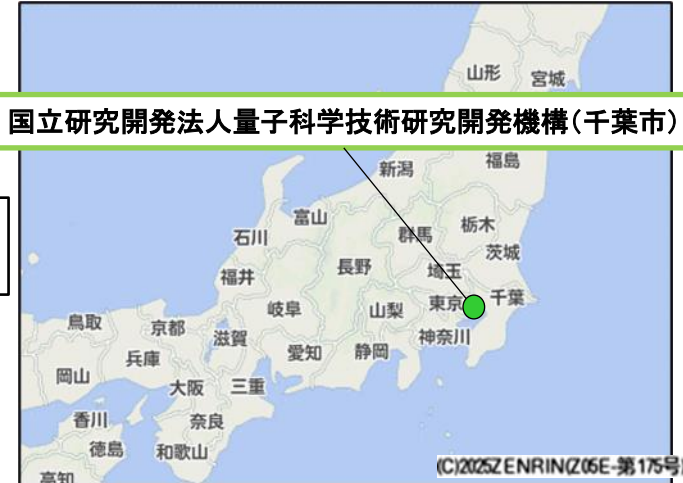 山形 宮城
国立研究開発法人量子科学技術研究開発機構(千葉市)
新潟 福島
富山 石川 群馬 栃木
茨城
福井 長野 埼玉
岐阜 山梨 東京 千葉
鳥取 京都 滋賀 神奈川
兵庫 愛知 静岡
岡山 大阪 三重
香川 奈良
徳島 和歌山
高知
(C)2025ZENRIN(Z05E-第175号